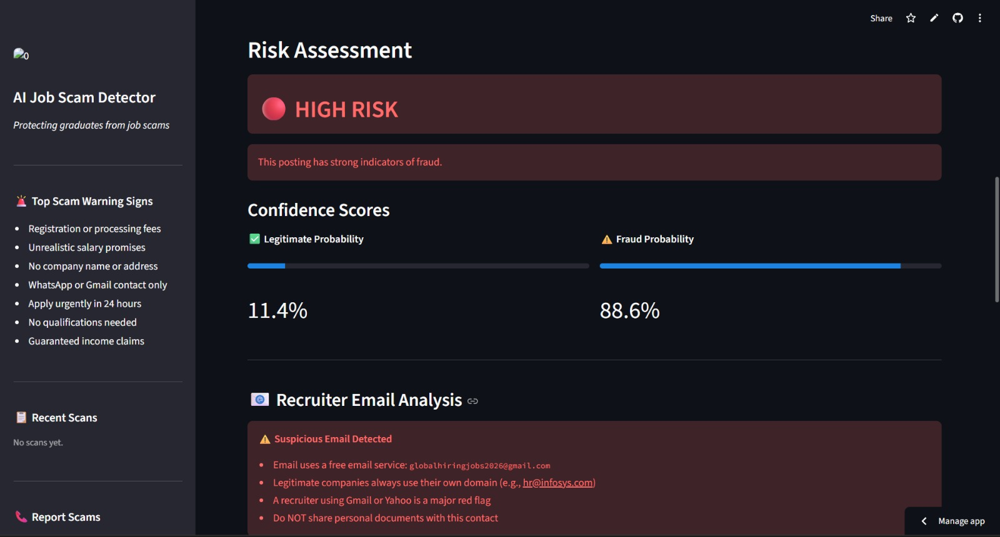 Share
0
AI Job Scam Detector
Protecting graduates from job scams
Top Scam Warning Signs
Registration or processing fees
Unrealistic salary promises
No company name or address
WhatsApp or Gmail contact only
Apply urgently in 24 hours
No qualifications needed
Guaranteed income claims
Recent Scans
No scans yet.
Report Scams
Risk Assessment
HIGH RISK
This posting has strong indicators of fraud.
Confidence Scores
Legitimate Probability
11.4%
Fraud Probability
88.6%
Recruiter Email Analysis
Suspicious Email Detected
Email uses a free email service: globalhiringjobs2026@gmail.com
Legitimate companies always use their own domain (e.g., hr@infosys.com)
A recruiter using Gmail or Yahoo is a major red flag
Do NOT share personal documents with this contact
Manage app